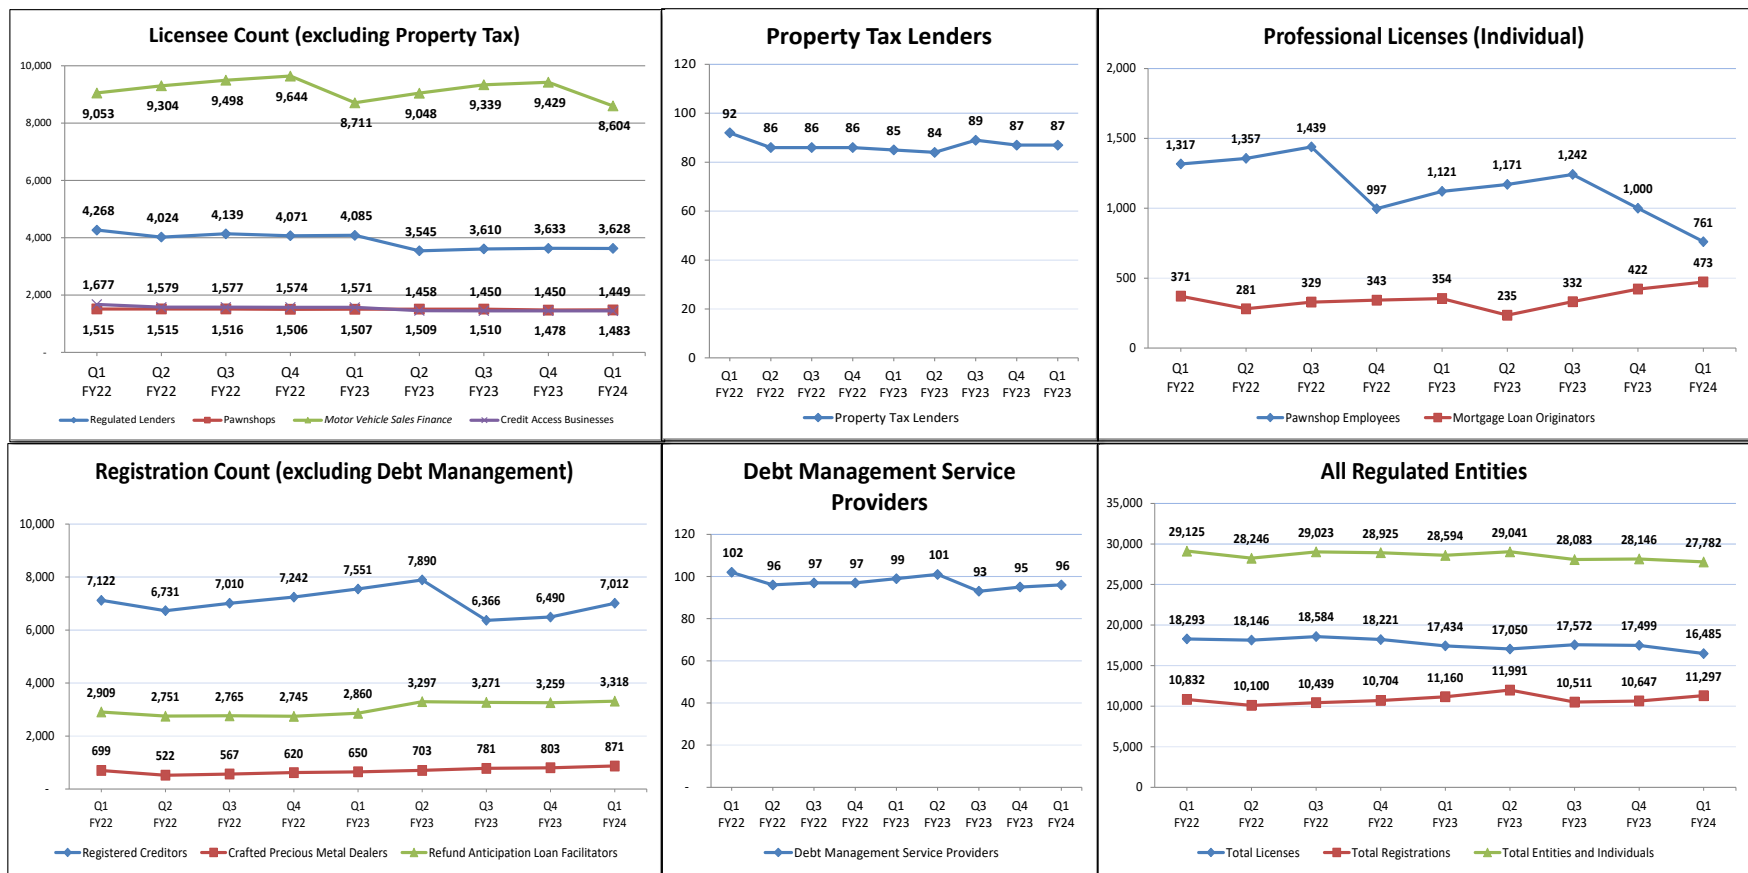 Licensee Count (excluding Property Tax)
10,000
8,000
6,000
4,000
2,000
-
9,053 9,304 9,498 9,644 8,711 9,048 9,339 9,429 8,604
4,268 4,024 4,139 4,071 4,085 3,545 3,610 3,633 3,628
1,677 1,579 1,577 1,574 1,571 1,458 1,450 1,450 1,449
1,515 1,515 1,516 1,506 1,507 1,509 1,510 1,478 1,483
Q1 Q2 Q3 Q4 Q1 Q2 Q3 Q4 Q1
FY22 FY22 FY22 FY22 FY23 FY23 FY23 FY23 FY24
Regulated Lenders Pawnshops Motor Vehicle Sales Finance Credit Access Businesses
Property Tax Lenders
120
100
80
60
40
20
0
92 86 86 86 85 84 89 87 87
Q1 Q2 Q3 Q4 Q1 Q2 Q3 Q4 Q1
FY22 FY22 FY22 FY22 FY23 FY23 FY23 FY23 FY23
Property Tax Lenders
Professional Licenses (Individual)
2,000
1,500
1,000
500
0
1,317 1,357 1,439 997 1,121 1,171 1,242 1,000 761
371 281 329 343 354 235 332 422 473
Q1 Q2 Q3 Q4 Q1 Q2 Q3 Q4 Q1
FY22 FY22 FY22 FY22 FY23 FY23 FY23 FY23 FY24
Pawnshop Employees Mortgage Loan Originators
Registration Count (excluding Debt Manangement)
10,000
8,000
6,000
4,000
2,000
-
7,122 6,731 7,010 7,242 7,551 7,890 6,366 6,490 7,012
2,909 2,751 2,765 2,745 2,860 3,297 3,271 3,259 3,318
699 522 567 620 650 703 781 803 871
Q1 Q2 Q3 Q4 Q1 Q2 Q3 Q4 Q1
FY22 FY22 FY22 FY22 FY23 FY23 FY23 FY23 FY24
Registered Creditors Crafted Precious Metal Dealers Refund Anticipation Loan Facilitators
Debt Management Service
Providers
120
100
80
60
40
20
-
102 96 97 97 99 101 93 95 96
Q1 Q2 Q3 Q4 Q1 Q2 Q3 Q4 Q1
FY22 FY22 FY22 FY22 FY23 FY23 FY23 FY23 FY24
Debt Management Service Providers
All Regulated Entities
35,000
30,000
25,000
20,000
15,000
10,000
5,000
0
29,125 28,246 29,023 28,925 28,594 29,041 28,083 28,146 27,782
18,293 18,146 18,584 18,221 17,434 17,050 17,572 17,499 16,485
10,832 10,100 10,439 10,704 11,160 11,991 10,511 10,647 11,297
Q1 Q2 Q3 Q4 Q1 Q2 Q3 Q4 Q1
FY22 FY22 FY22 FY22 FY23 FY23 FY23 FY23 FY24
Total Licenses Total Registrations Total Entities and Individuals